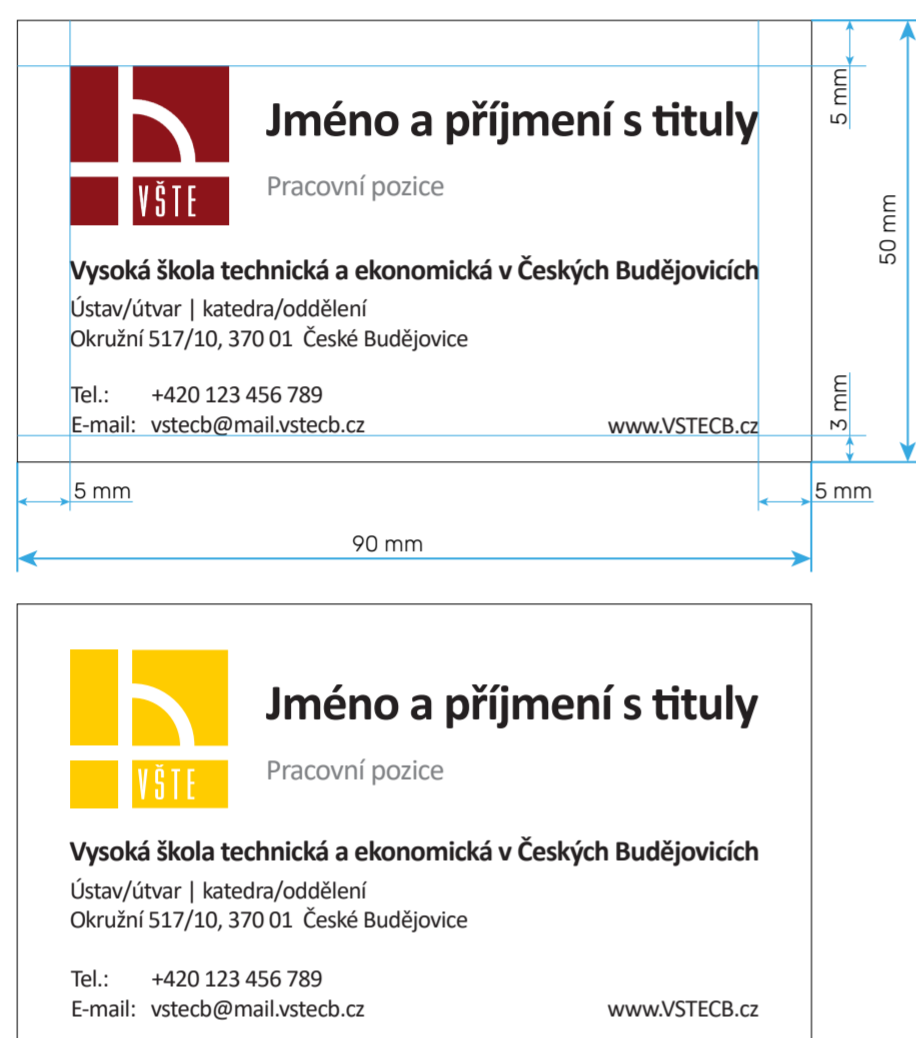 Jméno a příjmení s tituly
Pracovní pozice
VŠTE
Vysoká škola technická a ekonomická v Českých Budějovicích
Ústav/útvar | katedra/oddělení
Okružní 517/10, 370 01 České Budějovice
Tel.: +420 123 456 789
E-mail: vstecb@mail.vstecb.cz www.VSTECB.cz
5 mm
50 mm
3 mm
5 mm
5 mm
90 mm
Jméno a příjmení s tituly
Pracovní pozice
VŠTE
Vysoká škola technická a ekonomická v Českých Budějovicích
Ústav/útvar | katedra/oddělení
Okružní 517/10, 370 01 České Budějovice
Tel.: +420 123 456 789
E-mail: vstecb@mail.vstecb.cz www.VSTECB.cz